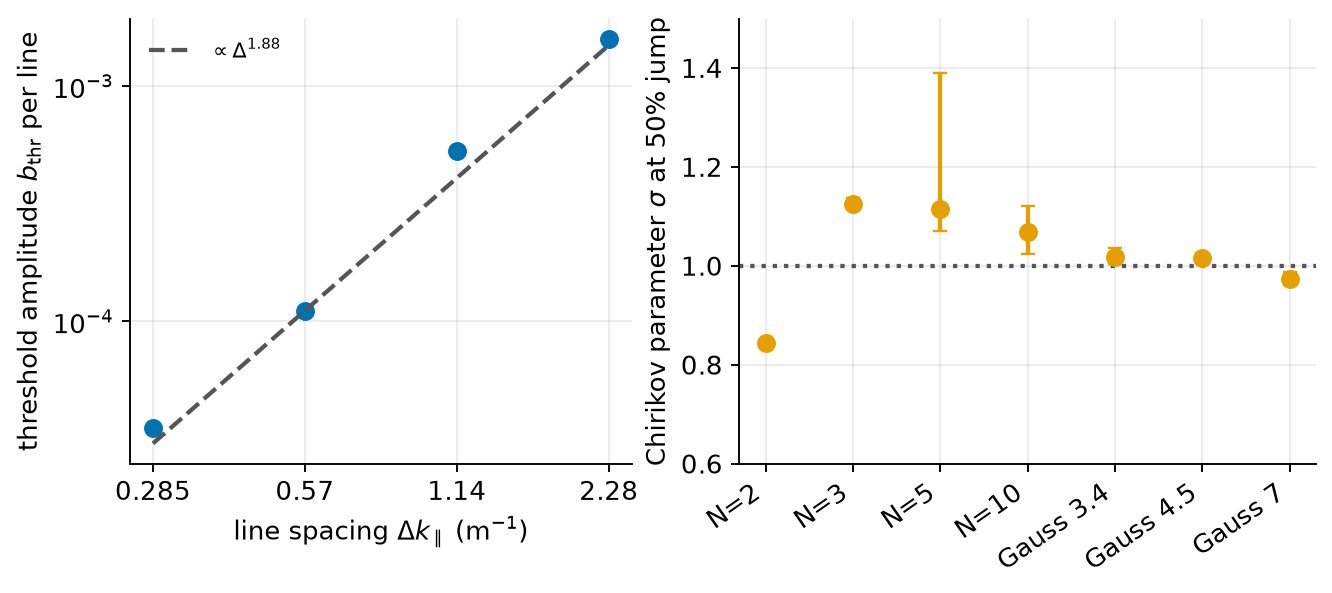 threshold amplitude b_thr per line
10⁻³
10⁻⁴
∝ Δ^1.88
0.285 0.57 1.14 2.28
line spacing Δk_∥ (m⁻¹)
Chirikov parameter σ at 50% jump
1.4
1.2
1.0
0.8
0.6
N=2 N=3 N=5 N=10 Gauss 3.4 Gauss 4.5 Gauss 7